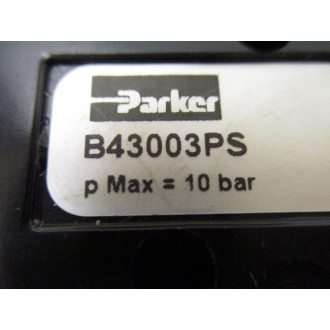 Parker
B43003PS
p Max = 10 bar